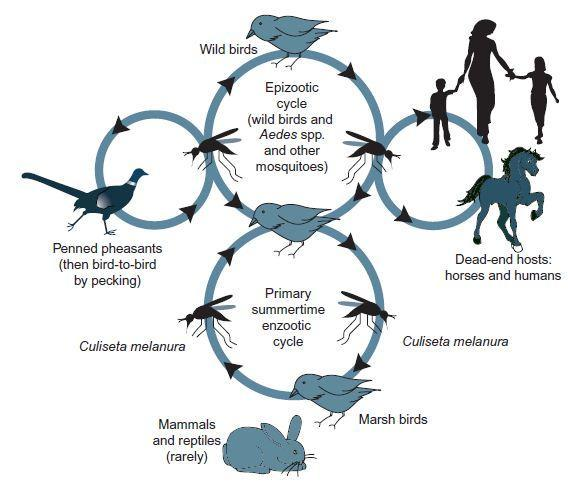 Wild birds
Epizootic
cycle
(wild birds and
Aedes spp.
and other
mosquitoes)
Penned pheasants
(then bird-to-bird
by pecking)
Dead-end hosts:
horses and humans
Primary
summertime
enzootic
cycle
Culiseta melanura
Culiseta melanura
Marsh birds
Mammals
and reptiles
(rarely)